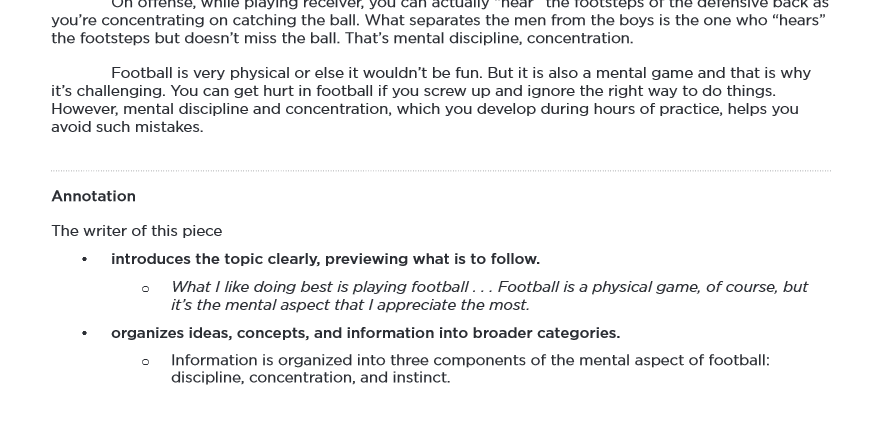 On offense, while playing receiver, you can actually “hear” the footsteps of the defensive back as
you’re concentrating on catching the ball. What separates the men from the boys is the one who “hears”
the footsteps but doesn’t miss the ball. That’s mental discipline, concentration.
Football is very physical or else it wouldn’t be fun. But it is also a mental game and that is why
it’s challenging. You can get hurt in football if you screw up and ignore the right way to do things.
However, mental discipline and concentration, which you develop during hours of practice, helps you
avoid such mistakes.
Annotation
The writer of this piece
• introduces the topic clearly, previewing what is to follow.
o What I like doing best is playing football . . . Football is a physical game, of course, but
it’s the mental aspect that I appreciate the most.
• organizes ideas, concepts, and information into broader categories.
o Information is organized into three components of the mental aspect of football:
discipline, concentration, and instinct.